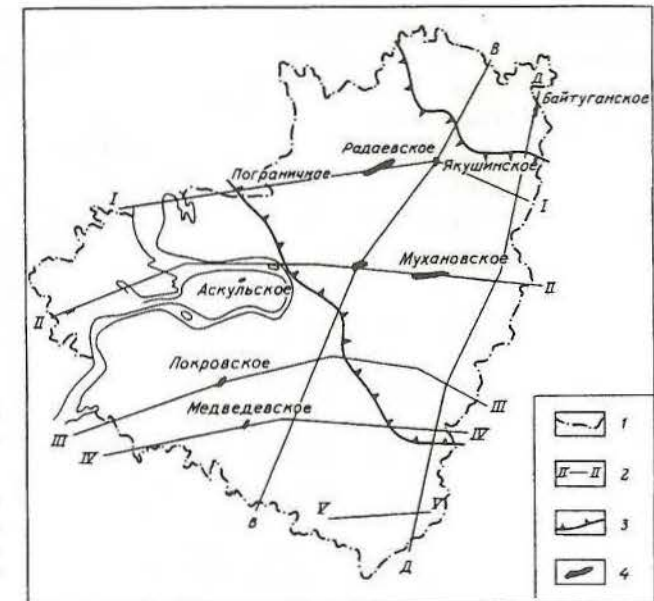 В
Д
Байтуганское
Радаевское
Якушинское
Пограничное
I
I
Мухановское
Аскульское
II
II
Покровское
III
Медведевское
III
IV
IV
V
V
В
Д
1
II—II 2
3
4